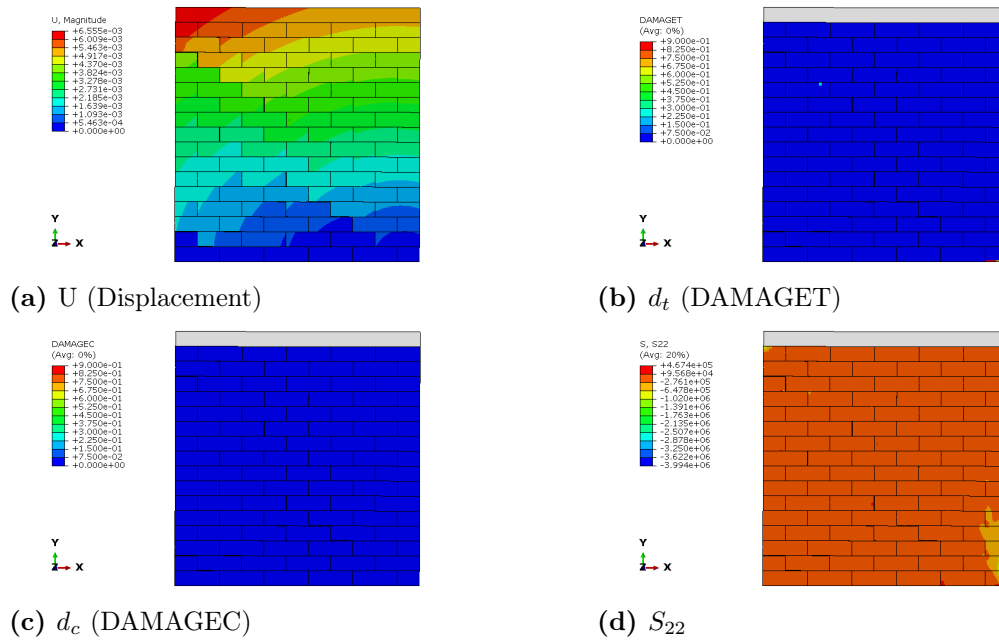 U, Magnitude
+6.555e-03
+6.009e-03
+5.463e-03
+4.917e-03
+4.370e-03
+3.824e-03
+3.278e-03
+2.731e-03
+2.185e-03
+1.639e-03
+1.093e-03
+5.463e-04
+0.000e+00
Y
Z X
(a) U (Displacement)
DAMAGET
(Avg: 0%)
+9.000e-01
+8.250e-01
+7.500e-01
+6.750e-01
+6.000e-01
+5.250e-01
+4.500e-01
+3.750e-01
+3.000e-01
+2.250e-01
+1.500e-01
+7.500e-02
+0.000e+00
Y
Z X
(b) d_t (DAMAGET)
DAMAGEC
(Avg: 0%)
+9.000e-01
+8.250e-01
+7.500e-01
+6.750e-01
+6.000e-01
+5.250e-01
+4.500e-01
+3.750e-01
+3.000e-01
+2.250e-01
+1.500e-01
+7.500e-02
+0.000e+00
Y
Z X
(c) d_c (DAMAGEC)
S, S22
(Avg: 20%)
+4.674e+05
+9.568e+04
-2.761e+05
-6.478e+05
-1.020e+06
-1.391e+06
-1.763e+06
-2.135e+06
-2.507e+06
-2.878e+06
-3.250e+06
-3.622e+06
-3.994e+06
Y
Z X
(d) S_22